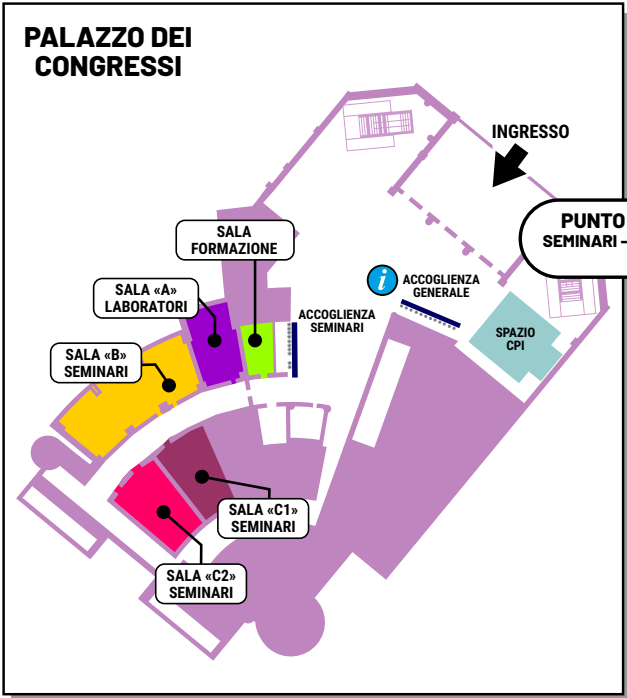 PALAZZO DEI
CONGRESSI
INGRESSO
PUNTO
SEMINARI –
SALA
FORMAZIONE
i
ACCOGLIENZA
GENERALE
SALA «A»
LABORATORI
ACCOGLIENZA
SEMINARI
SPAZIO
CPI
SALA «B»
SEMINARI
SALA «C1»
SEMINARI
SALA «C2»
SEMINARI